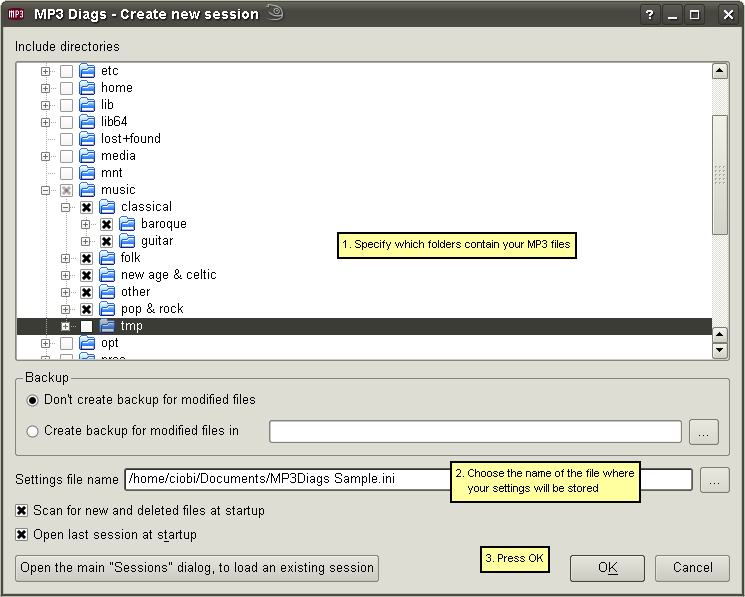 MP3 MP3 Diags - Create new session
Include directories
etc
home
lib
lib64
lost+found
media
mnt
music
classical
baroque
guitar
1. Specify which folders contain your MP3 files
folk
new age & celtic
other
pop & rock
tmp
opt
Backup
Don't create backup for modified files
Create backup for modified files in
...
Settings file name /home/ciobi/Documents/MP3Diags Sample.ini
...
2. Choose the name of the file where
your settings will be stored
Scan for new and deleted files at startup
Open last session at startup
3. Press OK
Open the main "Sessions" dialog, to load an existing session
OK
Cancel